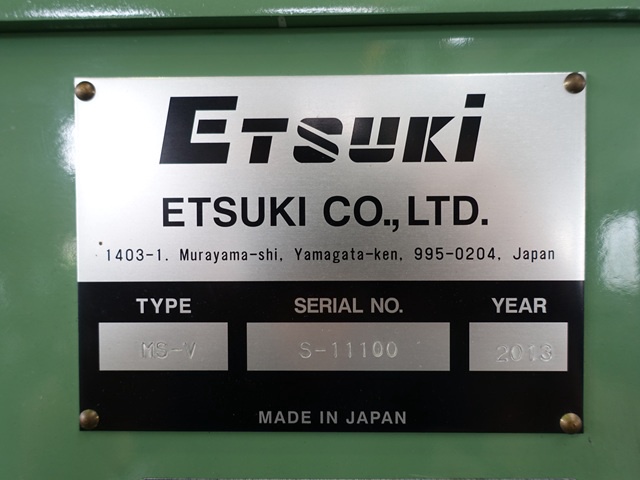 ETSUKI
ETSUKI CO.,LTD.
1403-1. Murayama-shi, Yamagata-ken, 995-0204, Japan
TYPE SERIAL NO. YEAR
MS-V S-11100 2013
MADE IN JAPAN